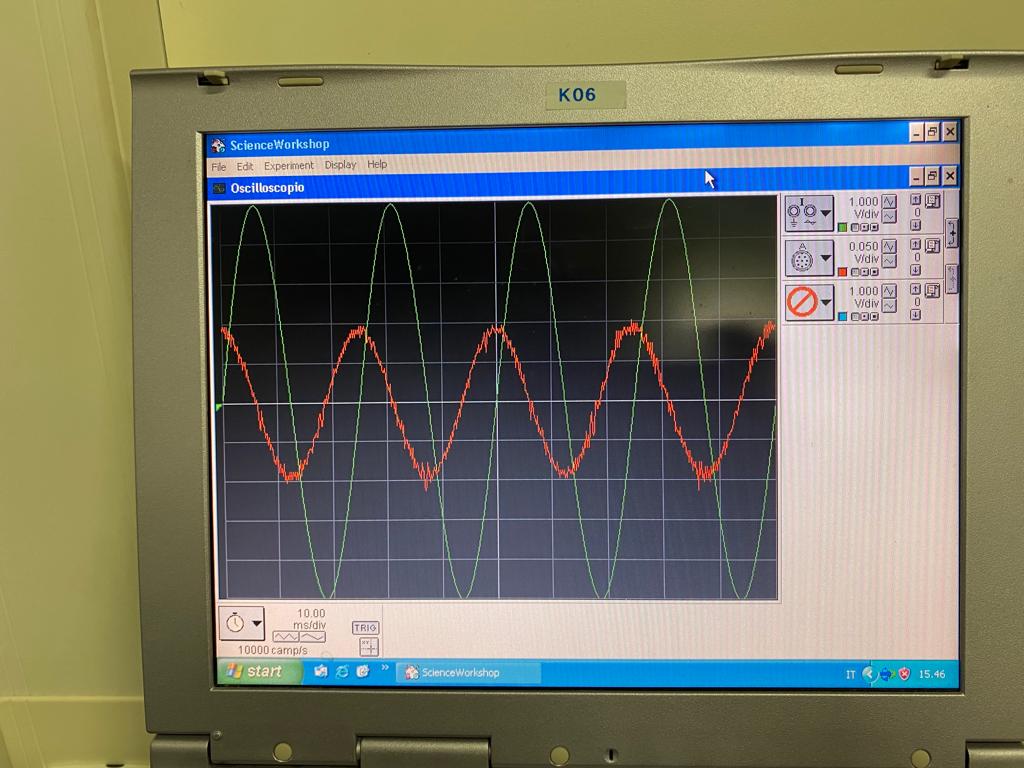 K06
ScienceWorkshop
File Edit Experiment Display Help
Oscilloscopio
1.000
V/div
0
A
0.050
V/div
0
1.000
V/div
0
10.00
ms/div
TRIG
10000 camp/s
start
ScienceWorkshop
IT
15.46